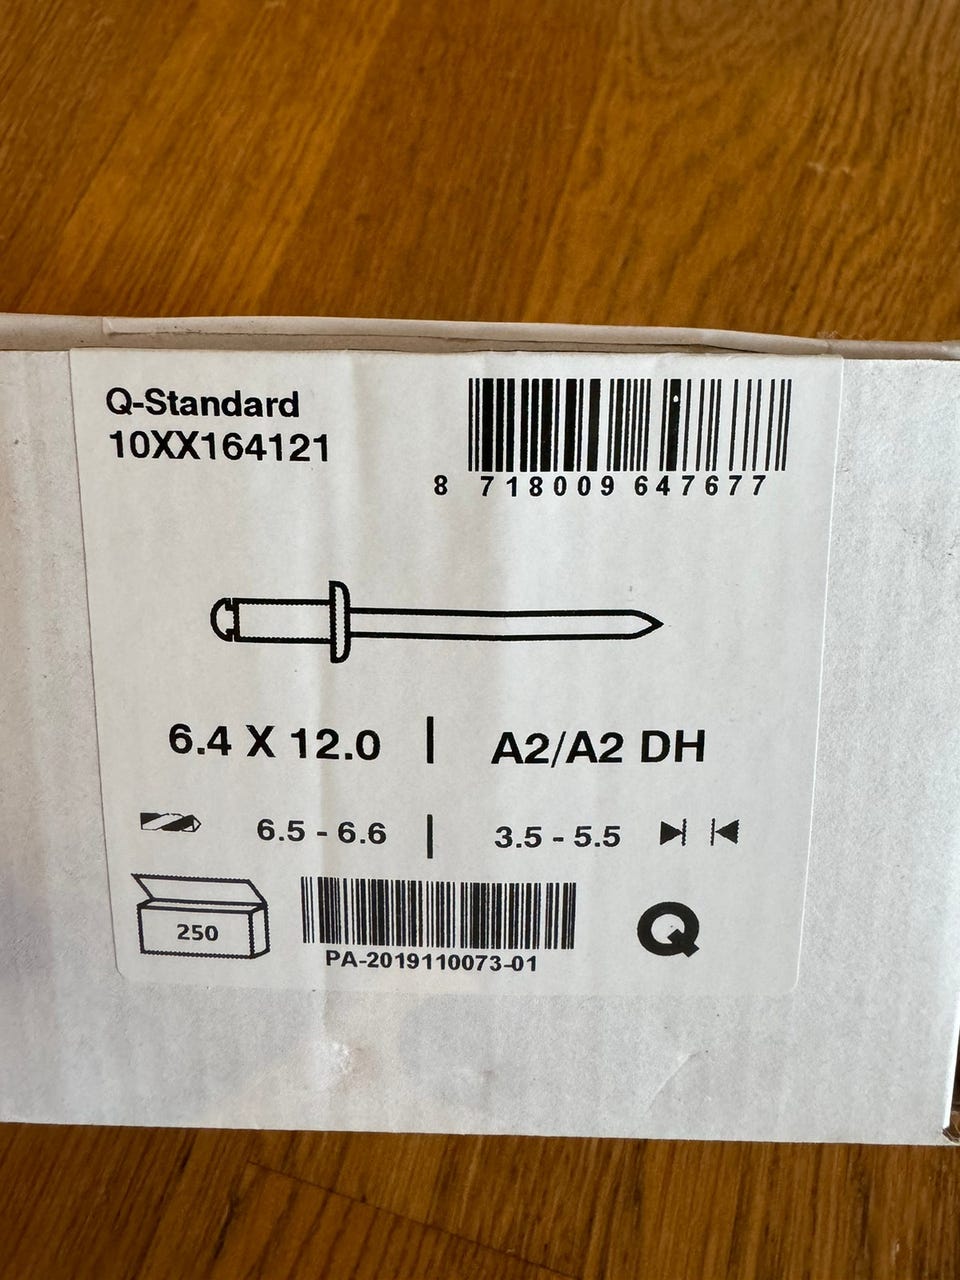 Q-Standard
10XX164121
8 718009 647677
6.4 X 12.0 | A2/A2 DH
6.5 - 6.6 | 3.5 - 5.5
250
PA-2019110073-01
Q